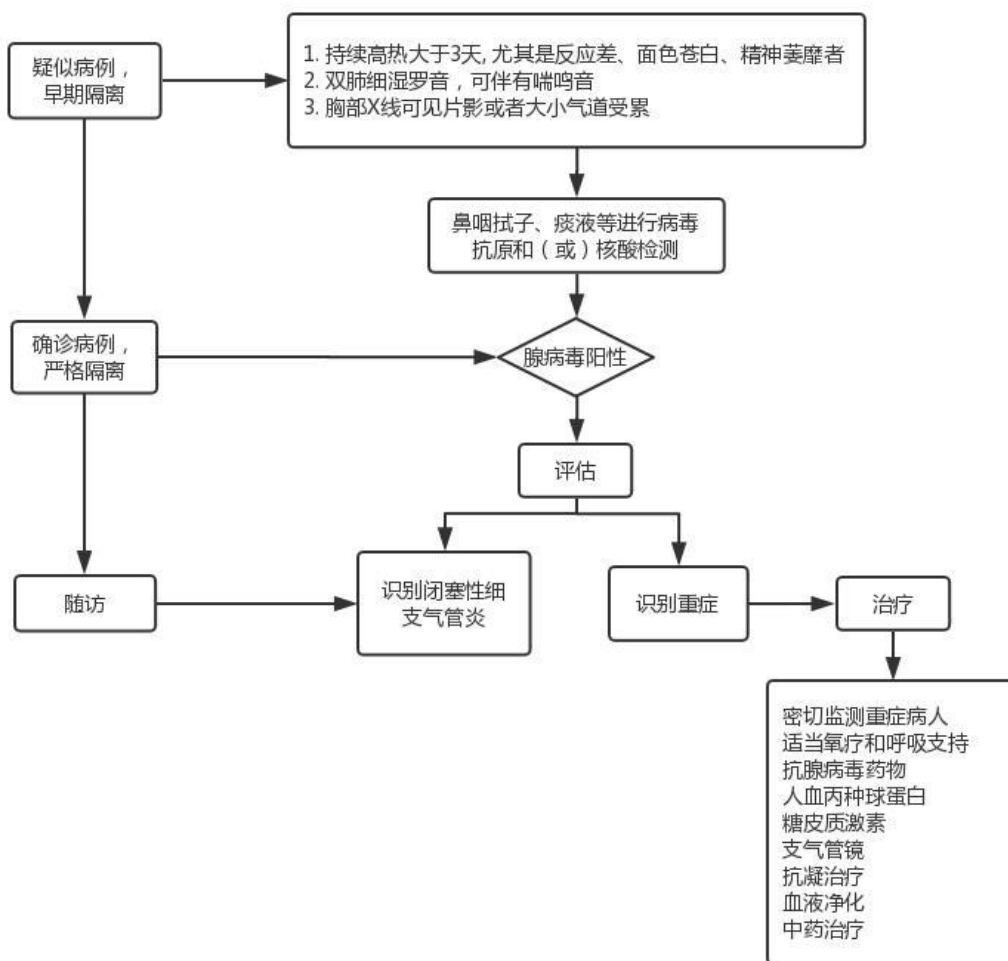 疑似病例，
早期隔离
1. 持续高热大于3天, 尤其是反应差、面色苍白、精神萎靡者
2. 双肺细湿罗音，可伴有喘鸣音
3. 胸部X线可见片影或者大小气道受累
鼻咽拭子、痰液等进行病毒
抗原和（或）核酸检测
确诊病例，
严格隔离
腺病毒阳性
评估
随访
识别闭塞性细
支气管炎
识别重症
治疗
密切监测重症病人
适当氧疗和呼吸支持
抗腺病毒药物
人血丙种球蛋白
糖皮质激素
支气管镜
抗凝治疗
血液净化
中药治疗